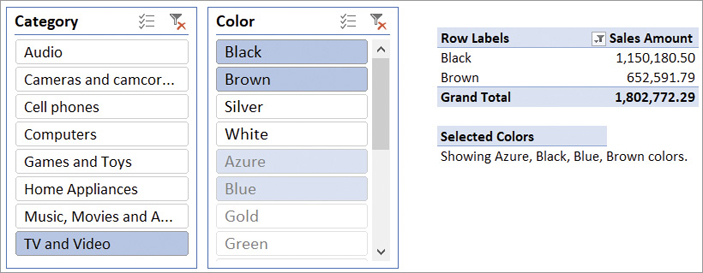 Category
Audio
Cameras and camcor...
Cell phones
Computers
Games and Toys
Home Appliances
Music, Movies and A...
TV and Video
Color
Black
Brown
Silver
White
Azure
Blue
Gold
Green
Row Labels Sales Amount
Black 1,150,180.50
Brown 652,591.79
Grand Total 1,802,772.29
Selected Colors
Showing Azure, Black, Blue, Brown colors.